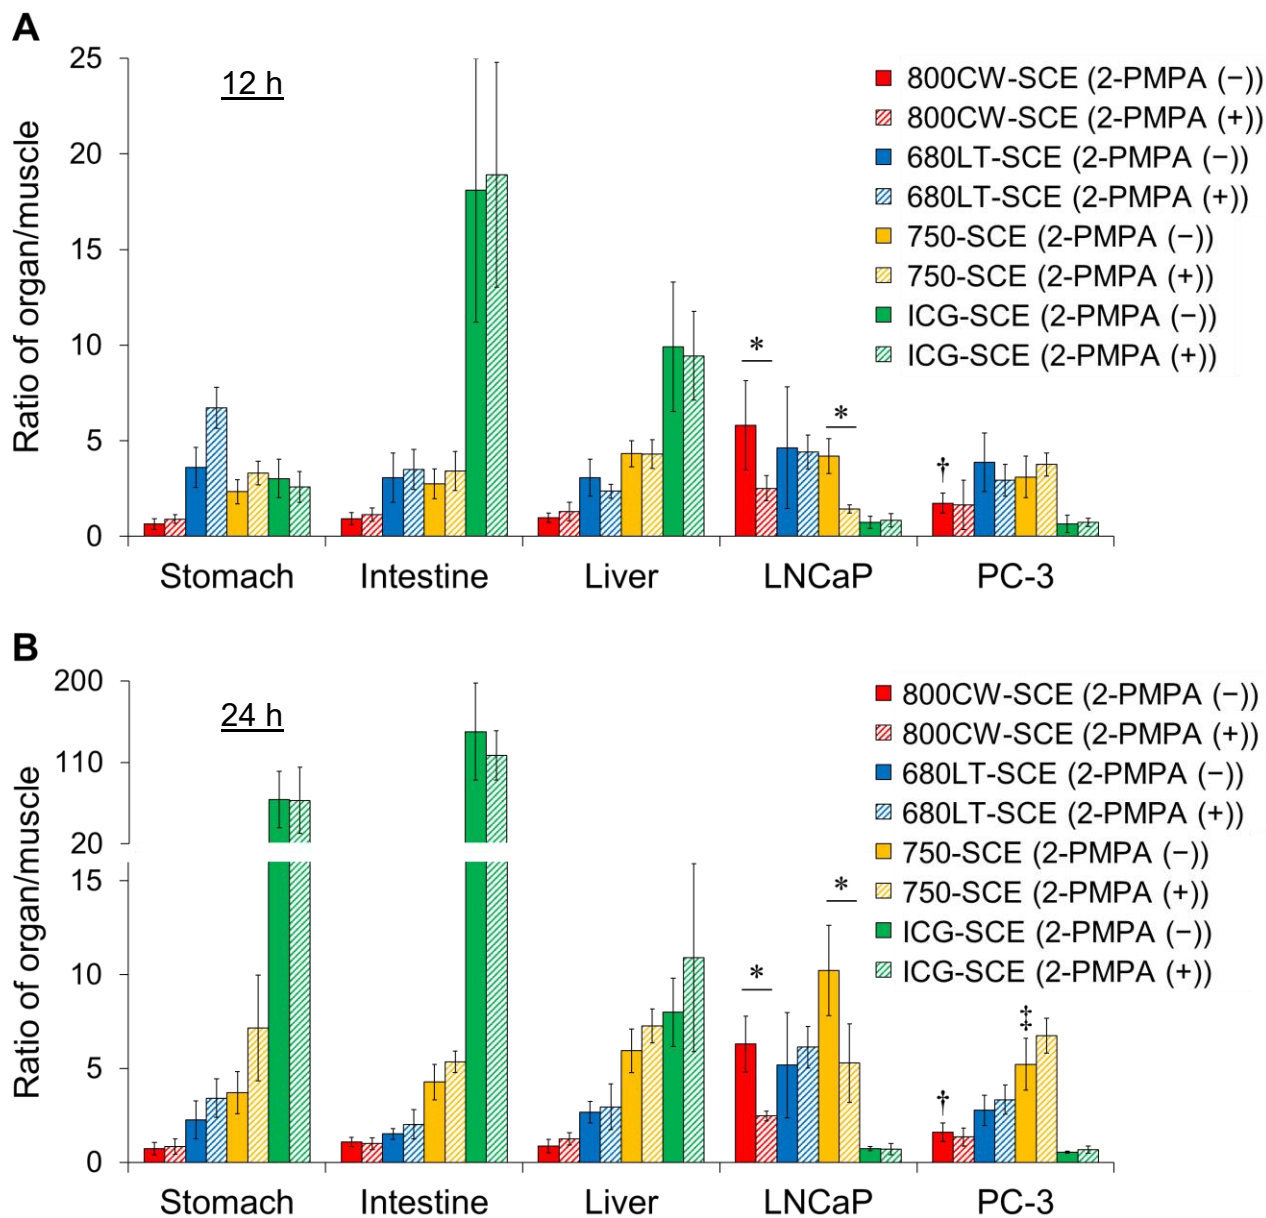 A
12 h
Ratio of organ/muscle
25
20
15
10
5
0
800CW-SCE (2-PMPA (−))
800CW-SCE (2-PMPA (+))
680LT-SCE (2-PMPA (−))
680LT-SCE (2-PMPA (+))
750-SCE (2-PMPA (−))
750-SCE (2-PMPA (+))
ICG-SCE (2-PMPA (−))
ICG-SCE (2-PMPA (+))
*
*
†
Stomach Intestine Liver LNCaP PC-3
B
24 h
Ratio of organ/muscle
200
110
20
15
10
5
0
800CW-SCE (2-PMPA (−))
800CW-SCE (2-PMPA (+))
680LT-SCE (2-PMPA (−))
680LT-SCE (2-PMPA (+))
750-SCE (2-PMPA (−))
750-SCE (2-PMPA (+))
ICG-SCE (2-PMPA (−))
ICG-SCE (2-PMPA (+))
*
*
†
‡
Stomach Intestine Liver LNCaP PC-3